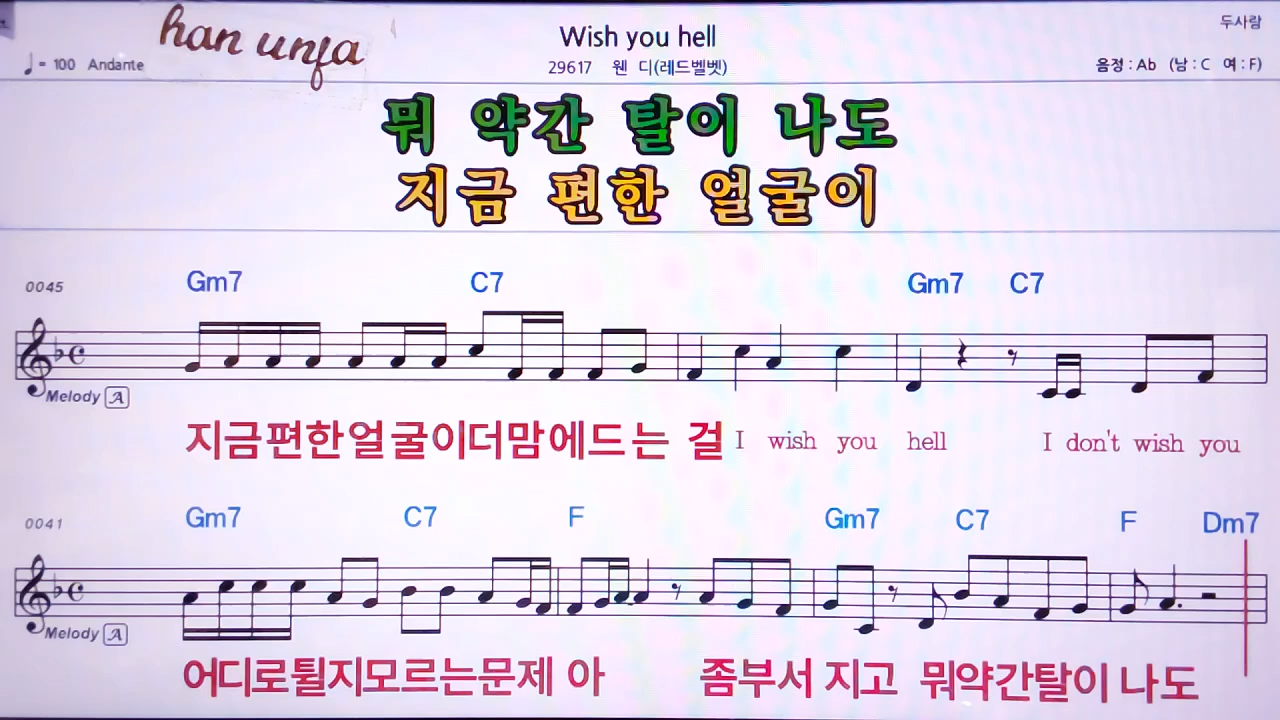 han unfa
Wish you hell
두사랑
♩= 100 Andante
29617 웬 디(레드벨벳)
음정 : Ab (남 : C 여 : F)
뭐 약간 탈이 나도
지금 편한 얼굴이
0045
Gm7 C7 Gm7 C7
Melody A
지금편한얼굴이더맘에드는 걸 I wish you hell I don't wish you
0041
Gm7 C7 F Gm7 C7 F Dm7
Melody A
어디로튈지모르는문제 아 좀부서 지고 뭐약간탈이 나도